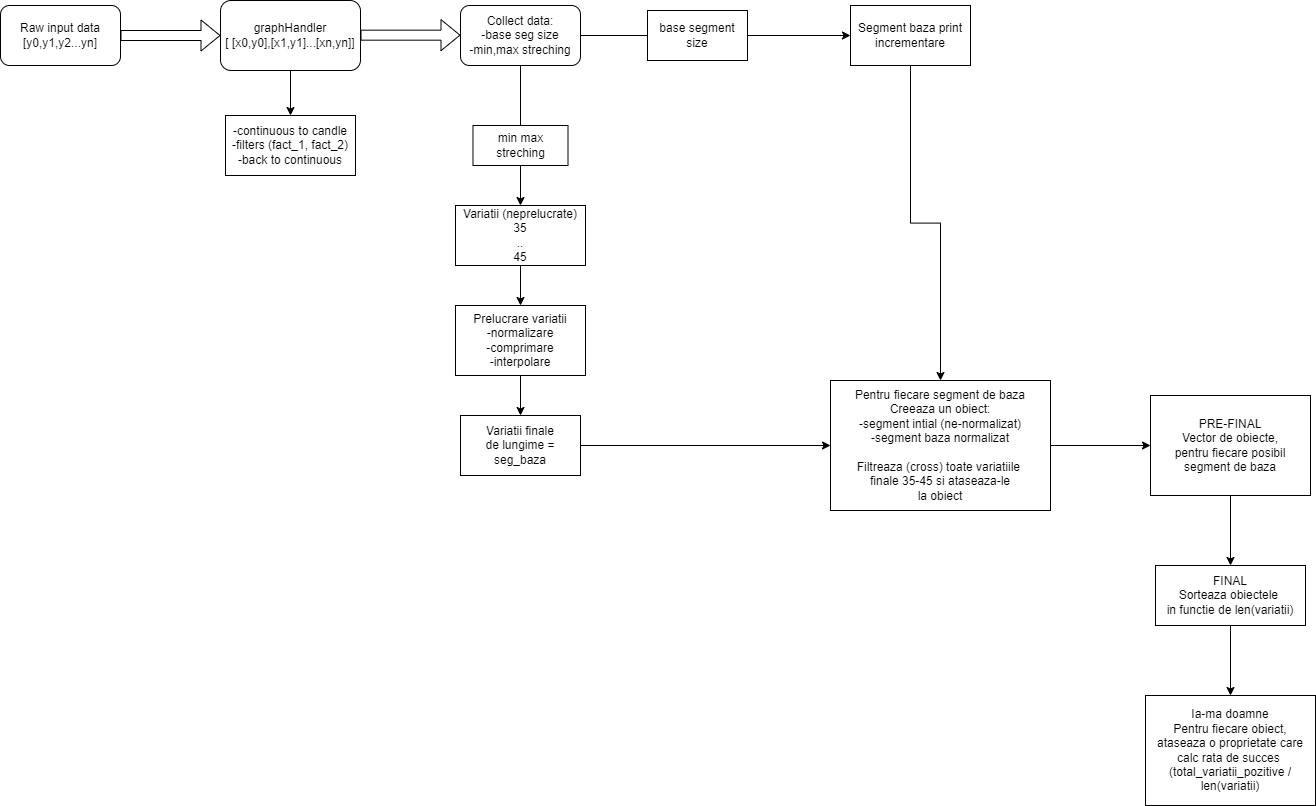 Raw input data
[y0,y1,y2...yn]
graphHandler
[ [x0,y0],[x1,y1]...[xn,yn]]
Collect data:
-base seg size
-min,max streching
base segment
size
Segment baza print
incrementare
-continuous to candle
-filters (fact_1, fact_2)
-back to continuous
min max
streching
Variatii (neprelucrate)
35
..
45
Prelucrare variatii
-normalizare
-comprimare
-interpolare
Variatii finale
de lungime =
seg_baza
Pentru fiecare segment de baza
Creeaza un obiect:
-segment intial (ne-normalizat)
-segment baza normalizat
Filtreaza (cross) toate variatiile
finale 35-45 si ataseaza-le
la obiect
PRE-FINAL
Vector de obiecte,
pentru fiecare posibil
segment de baza
FINAL
Sorteaza obiectele
in functie de len(variatii)
Ia-ma doamne
Pentru fiecare obiect,
ataseaza o proprietate care
calc rata de succes
(total_variatii_pozitive /
len(variatii)